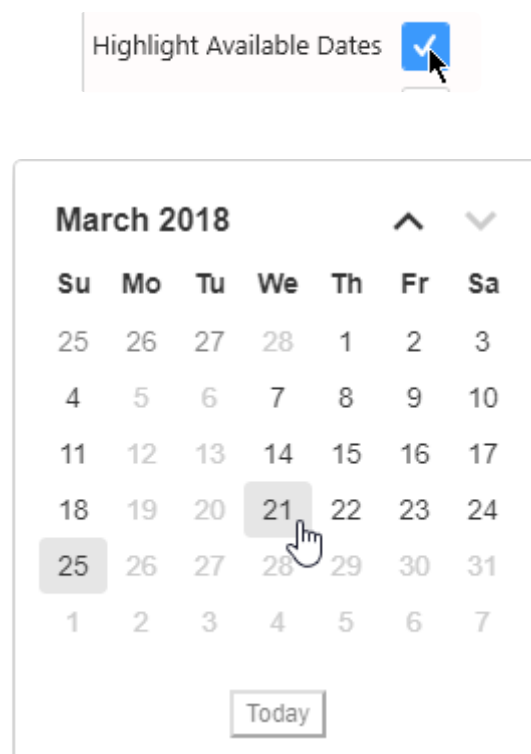 Highlight Available Dates
March 2018
Su Mo Tu We Th Fr Sa
25 26 27 28 1 2 3
4 5 6 7 8 9 10
11 12 13 14 15 16 17
18 19 20 21 22 23 24
25 26 27 28 29 30 31
1 2 3 4 5 6 7
Today